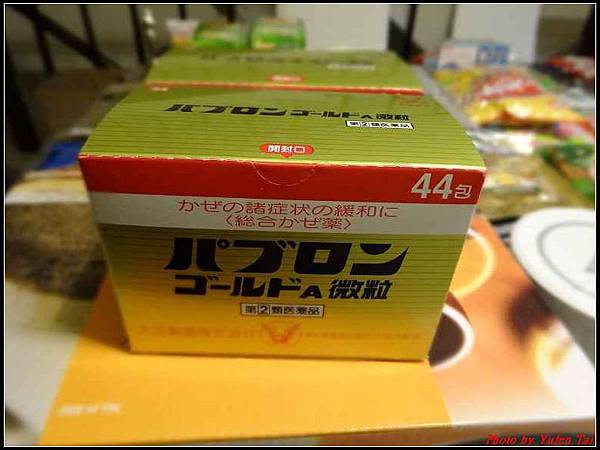 パブロンゴールドA微粒
第②類医薬品
開封口
44包
かぜの諸症状の緩和に
〈総合かぜ薬〉
パブロン
ゴールドA微粒
第②類医薬品
Photo by Yulen Tai